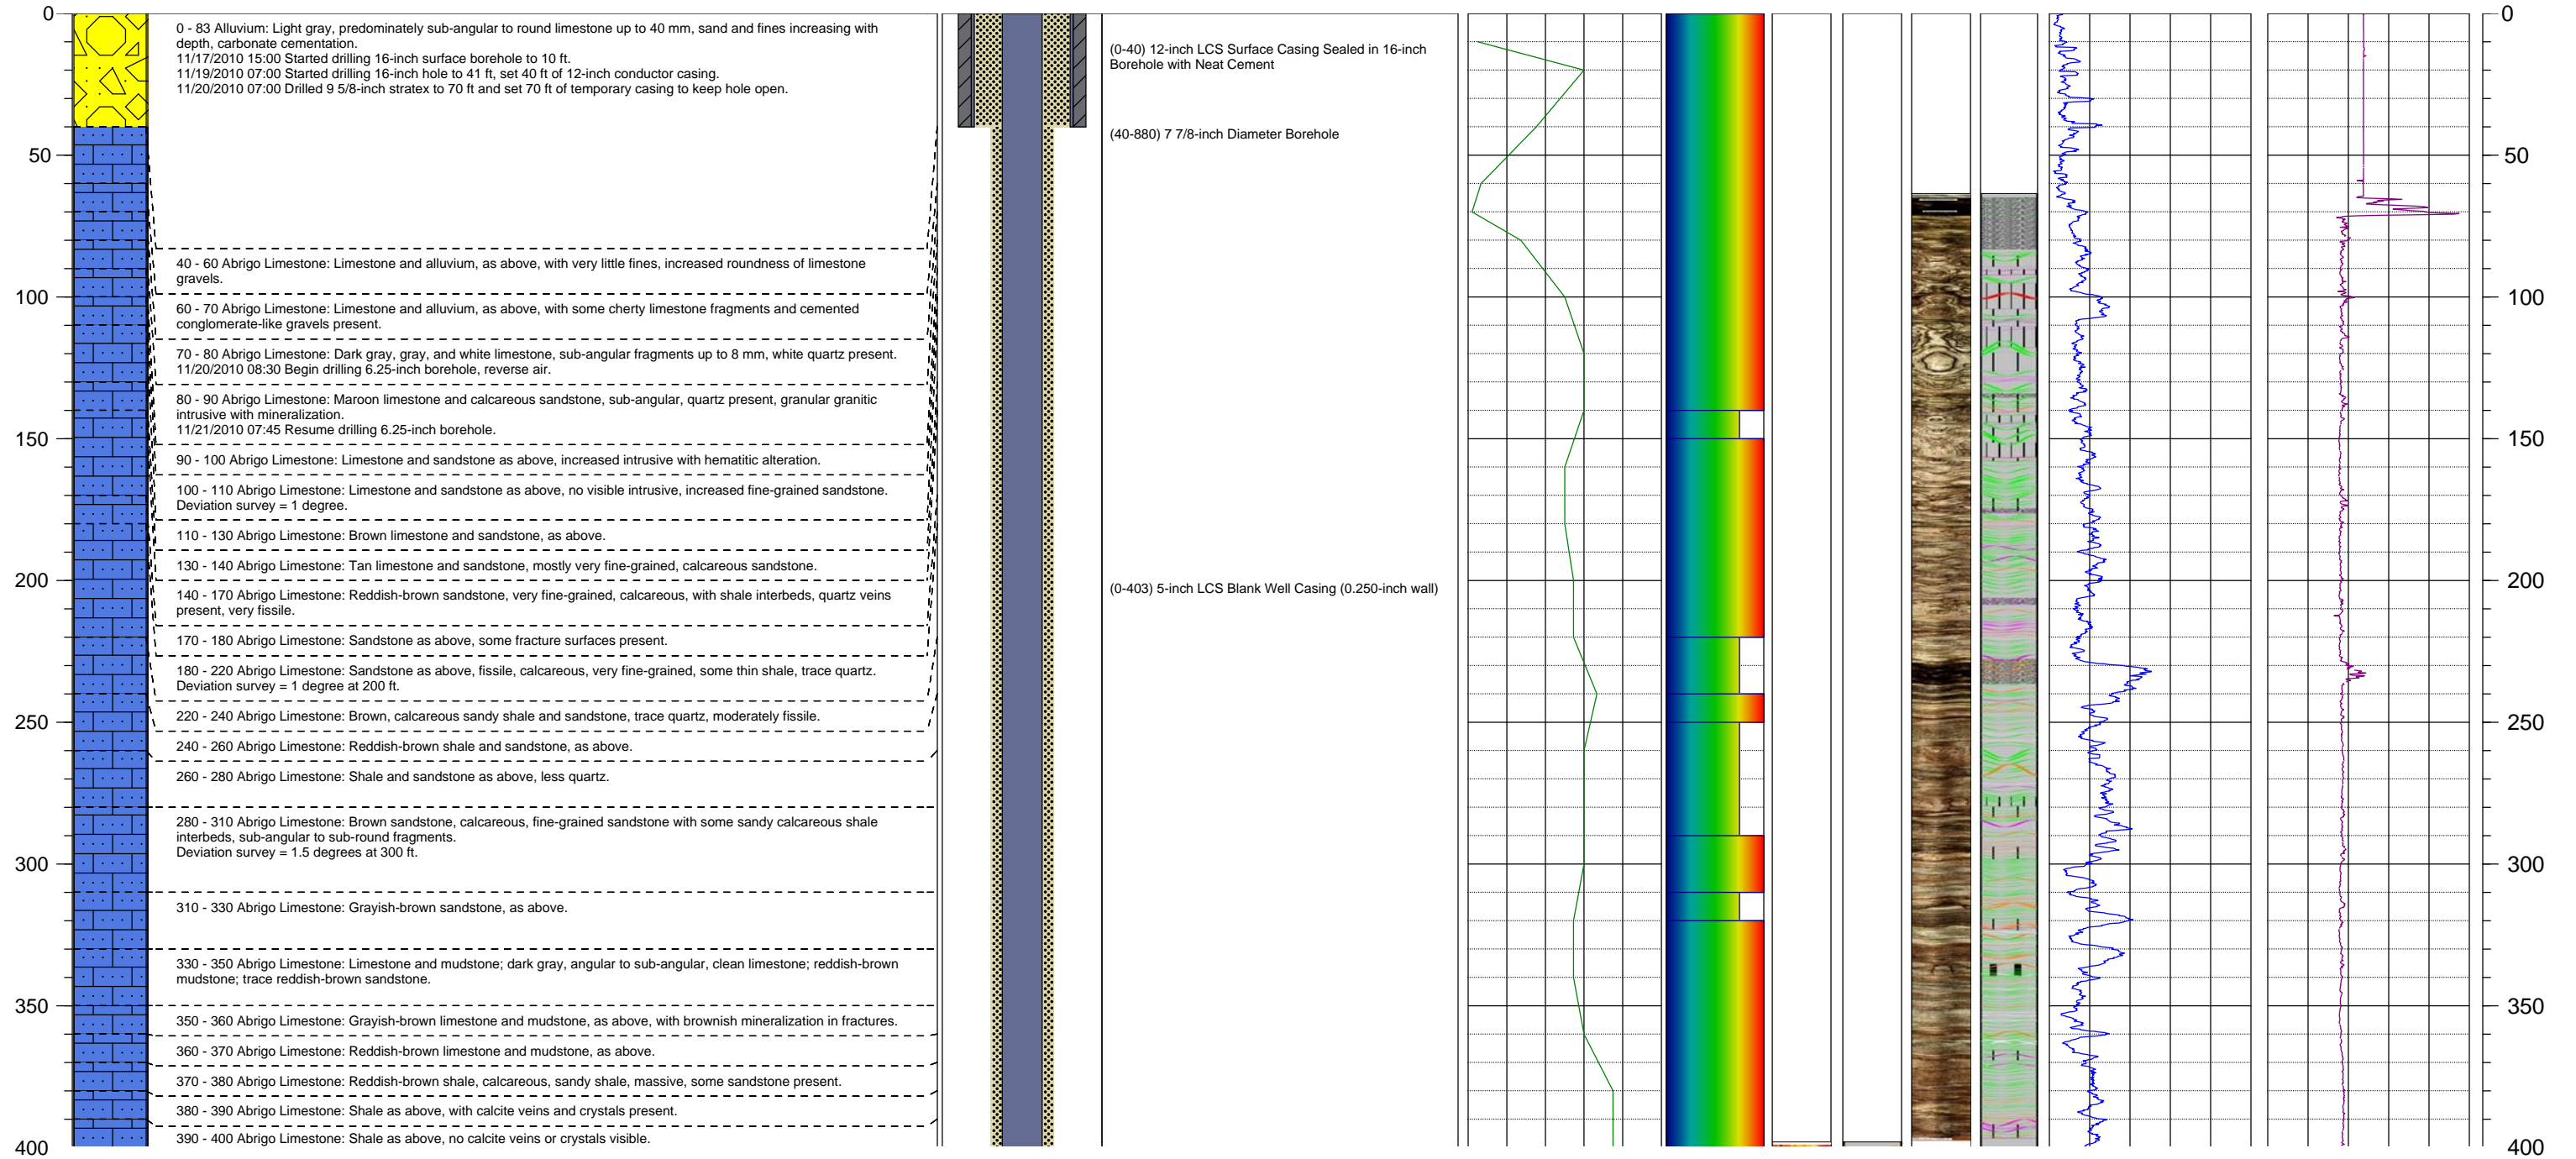 0
50
100
150
200
250
300
350
400
0 - 83 Alluvium: Light gray, predominately sub-angular to round limestone up to 40 mm, sand and fines increasing with
depth, carbonate cementation.
11/17/2010 15:00 Started drilling 16-inch surface borehole to 10 ft.
11/19/2010 07:00 Started drilling 16-inch hole to 41 ft, set 40 ft of 12-inch conductor casing.
11/20/2010 07:00 Drilled 9 5/8-inch stratex to 70 ft and set 70 ft of temporary casing to keep hole open.
40 - 60 Abrigo Limestone: Limestone and alluvium, as above, with very little fines, increased roundness of limestone
gravels.
60 - 70 Abrigo Limestone: Limestone and alluvium, as above, with some cherty limestone fragments and cemented
conglomerate-like gravels present.
70 - 80 Abrigo Limestone: Dark gray, gray, and white limestone, sub-angular fragments up to 8 mm, white quartz present.
11/20/2010 08:30 Begin drilling 6.25-inch borehole, reverse air.
80 - 90 Abrigo Limestone: Maroon limestone and calcareous sandstone, sub-angular, quartz present, granular granitic
intrusive with mineralization.
11/21/2010 07:45 Resume drilling 6.25-inch borehole.
90 - 100 Abrigo Limestone: Limestone and sandstone as above, increased intrusive with hematitic alteration.
100 - 110 Abrigo Limestone: Limestone and sandstone as above, no visible intrusive, increased fine-grained sandstone.
Deviation survey = 1 degree.
110 - 130 Abrigo Limestone: Brown limestone and sandstone, as above.
130 - 140 Abrigo Limestone: Tan limestone and sandstone, mostly very fine-grained, calcareous sandstone.
140 - 170 Abrigo Limestone: Reddish-brown sandstone, very fine-grained, calcareous, with shale interbeds, quartz veins
present, very fissile.
170 - 180 Abrigo Limestone: Sandstone as above, some fracture surfaces present.
180 - 220 Abrigo Limestone: Sandstone as above, fissile, calcareous, very fine-grained, some thin shale, trace quartz.
Deviation survey = 1 degree at 200 ft.
220 - 240 Abrigo Limestone: Brown, calcareous sandy shale and sandstone, trace quartz, moderately fissile.
240 - 260 Abrigo Limestone: Reddish-brown shale and sandstone, as above.
260 - 280 Abrigo Limestone: Shale and sandstone as above, less quartz.
280 - 310 Abrigo Limestone: Brown sandstone, calcareous, fine-grained sandstone with some sandy calcareous shale
interbeds, sub-angular to sub-round fragments.
Deviation survey = 1.5 degrees at 300 ft.
310 - 330 Abrigo Limestone: Grayish-brown sandstone, as above.
330 - 350 Abrigo Limestone: Limestone and mudstone; dark gray, angular to sub-angular, clean limestone; reddish-brown
mudstone; trace reddish-brown sandstone.
350 - 360 Abrigo Limestone: Grayish-brown limestone and mudstone, as above, with brownish mineralization in fractures.
360 - 370 Abrigo Limestone: Reddish-brown limestone and mudstone, as above.
370 - 380 Abrigo Limestone: Reddish-brown shale, calcareous, sandy shale, massive, some sandstone present.
380 - 390 Abrigo Limestone: Shale as above, with calcite veins and crystals present.
390 - 400 Abrigo Limestone: Shale as above, no calcite veins or crystals visible.
(0-40) 12-inch LCS Surface Casing Sealed in 16-inch
Borehole with Neat Cement
(40-880) 7 7/8-inch Diameter Borehole
(0-403) 5-inch LCS Blank Well Casing (0.250-inch wall)
0
50
100
150
200
250
300
350
400